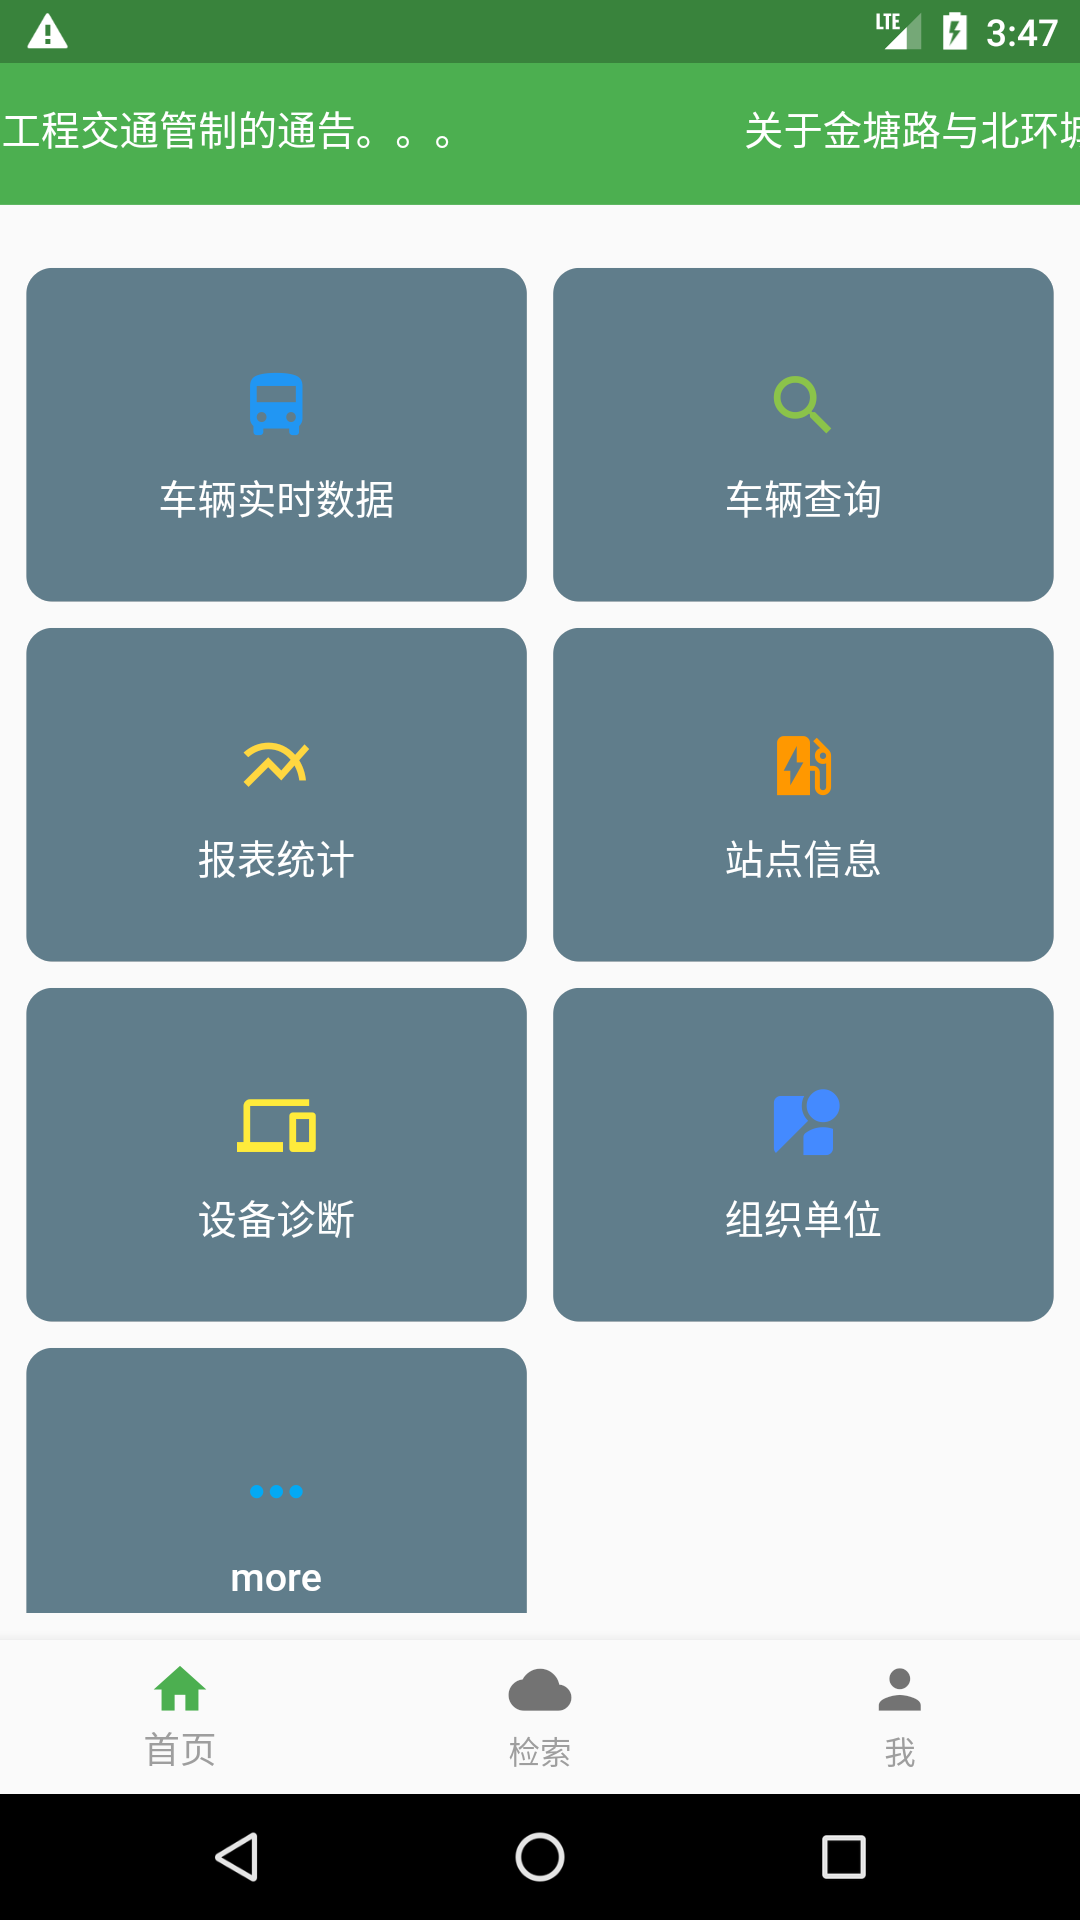 LTE 3:47
工程交通管制的通告。。。 关于金塘路与北环城
车辆实时数据
车辆查询
报表统计
站点信息
设备诊断
组织单位
more
首页
检索
我